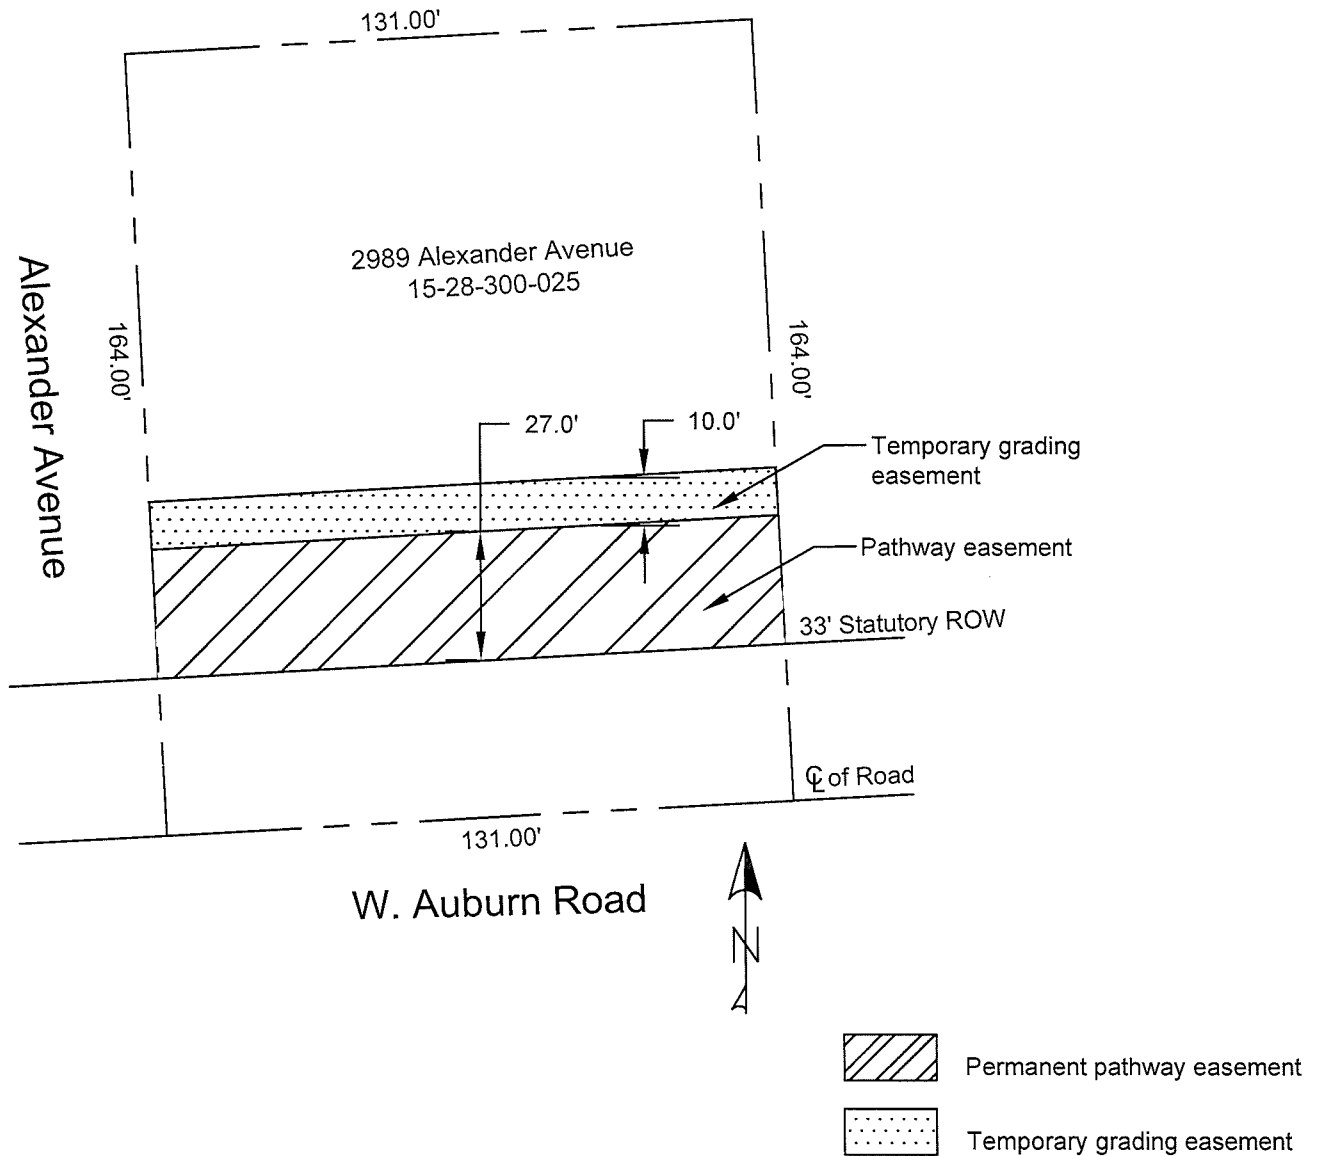 131.00'
2989 Alexander Avenue
15-28-300-025
Alexander Avenue
164.00'
164.00'
27.0'
10.0'
Temporary grading
easement
Pathway easement
33' Statutory ROW
℄ of Road
131.00'
W. Auburn Road
N
Permanent pathway easement
Temporary grading easement